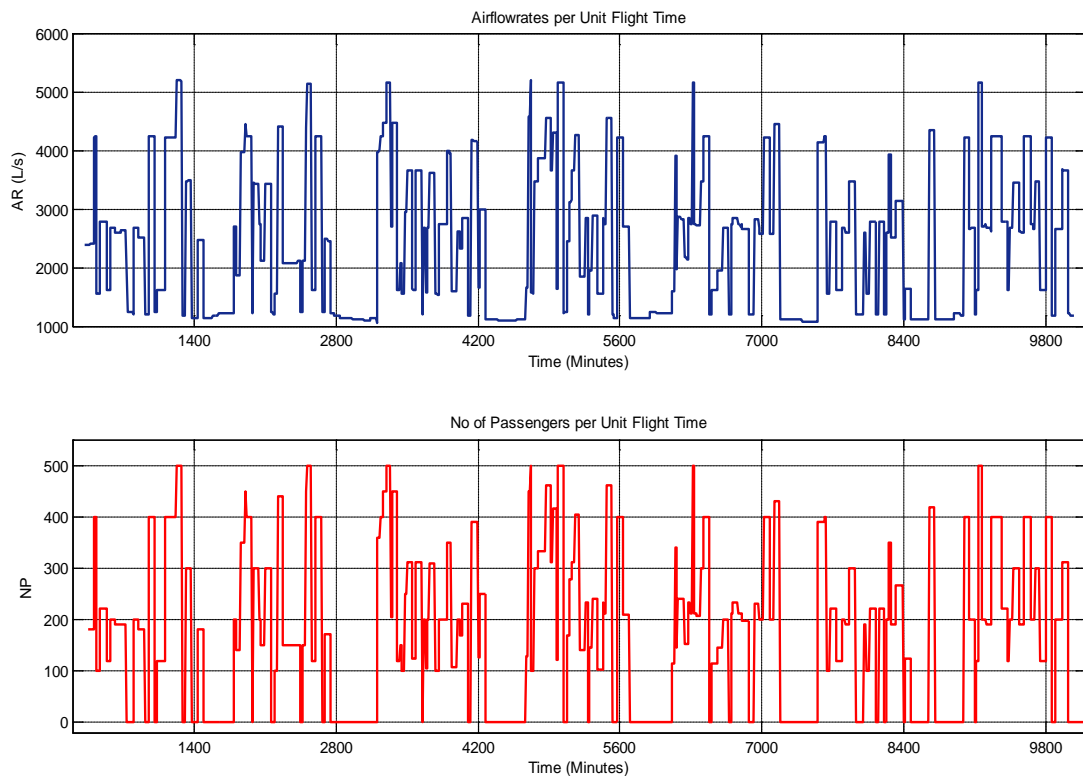 Airflowrates per Unit Flight Time
6000
5000
4000
3000
2000
1000
AR (L/s)
1400 2800 4200 5600 7000 8400 9800
Time (Minutes)
No of Passengers per Unit Flight Time
500
400
300
200
100
0
NP
1400 2800 4200 5600 7000 8400 9800
Time (Minutes)